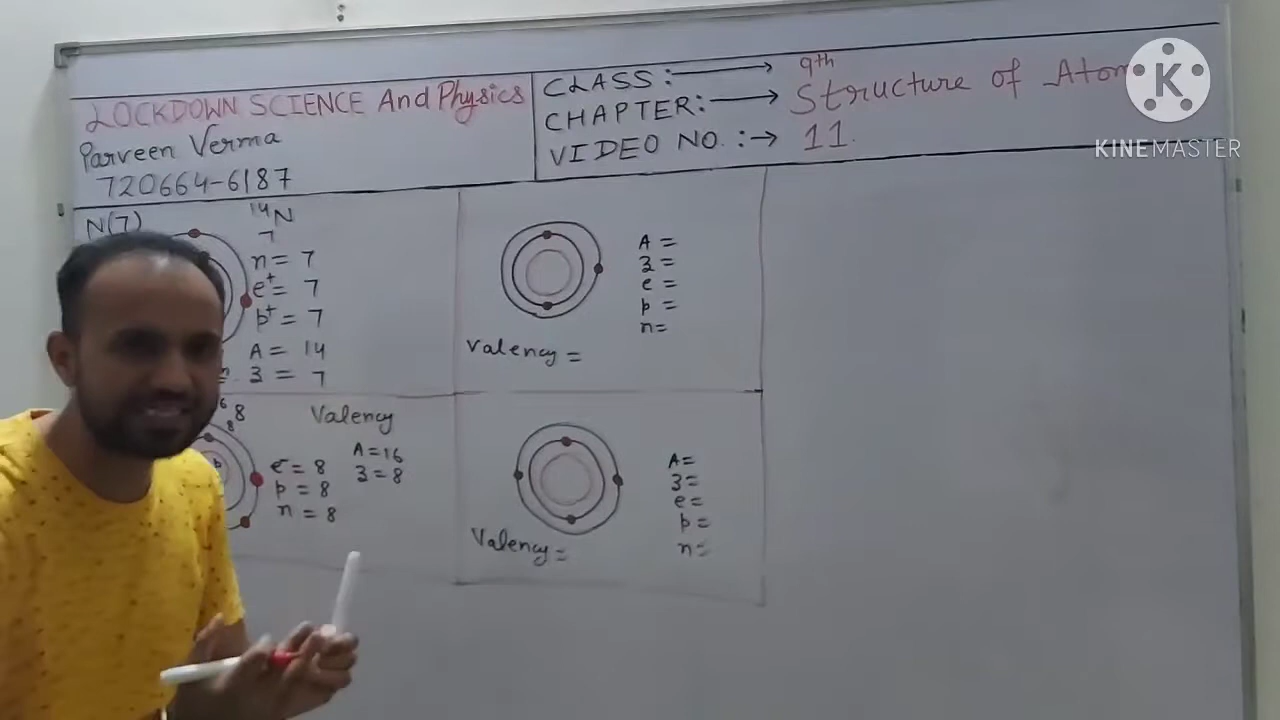 LOCKDOWN SCIENCE And Physics
Parveen Verma
720664-6187
CLASS :→ 9th
CHAPTER:→ Structure of Atom
VIDEO NO. :→ 11.
KINEMASTER
N(7)
14N
7
n = 7
e+ = 7
p+ = 7
A = 14
3 = 7
A =
3 =
e =
p =
n=
Valency =
8
8
Valency
A=16
3=8
e- = 8
p = 8
n = 8
A=
3=
e=
p=
n=
Valency=